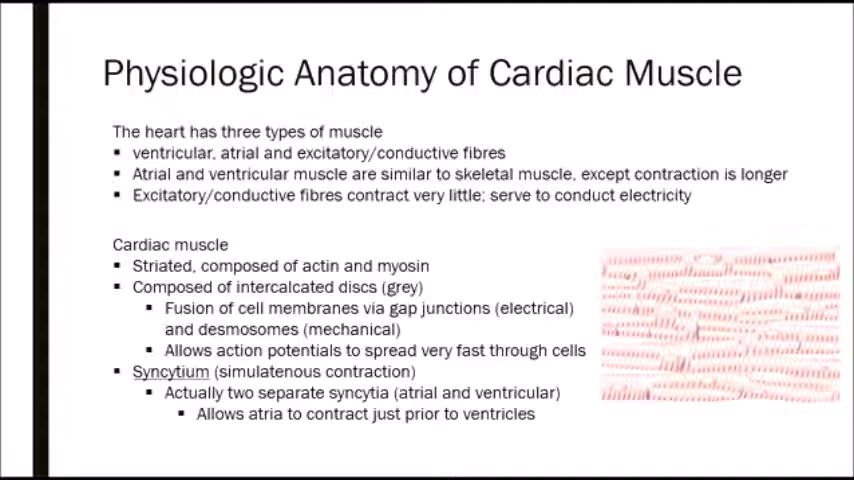 Physiologic Anatomy of Cardiac Muscle
The heart has three types of muscle
▪ ventricular, atrial and excitatory/conductive fibres
▪ Atrial and ventricular muscle are similar to skeletal muscle, except contraction is longer
▪ Excitatory/conductive fibres contract very little; serve to conduct electricity
Cardiac muscle
▪ Striated, composed of actin and myosin
▪ Composed of intercalcated discs (grey)
▪ Fusion of cell membranes via gap junctions (electrical)
and desmosomes (mechanical)
▪ Allows action potentials to spread very fast through cells
▪ Syncytium (simulatenous contraction)
▪ Actually two separate syncytia (atrial and ventricular)
▪ Allows atria to contract just prior to ventricles